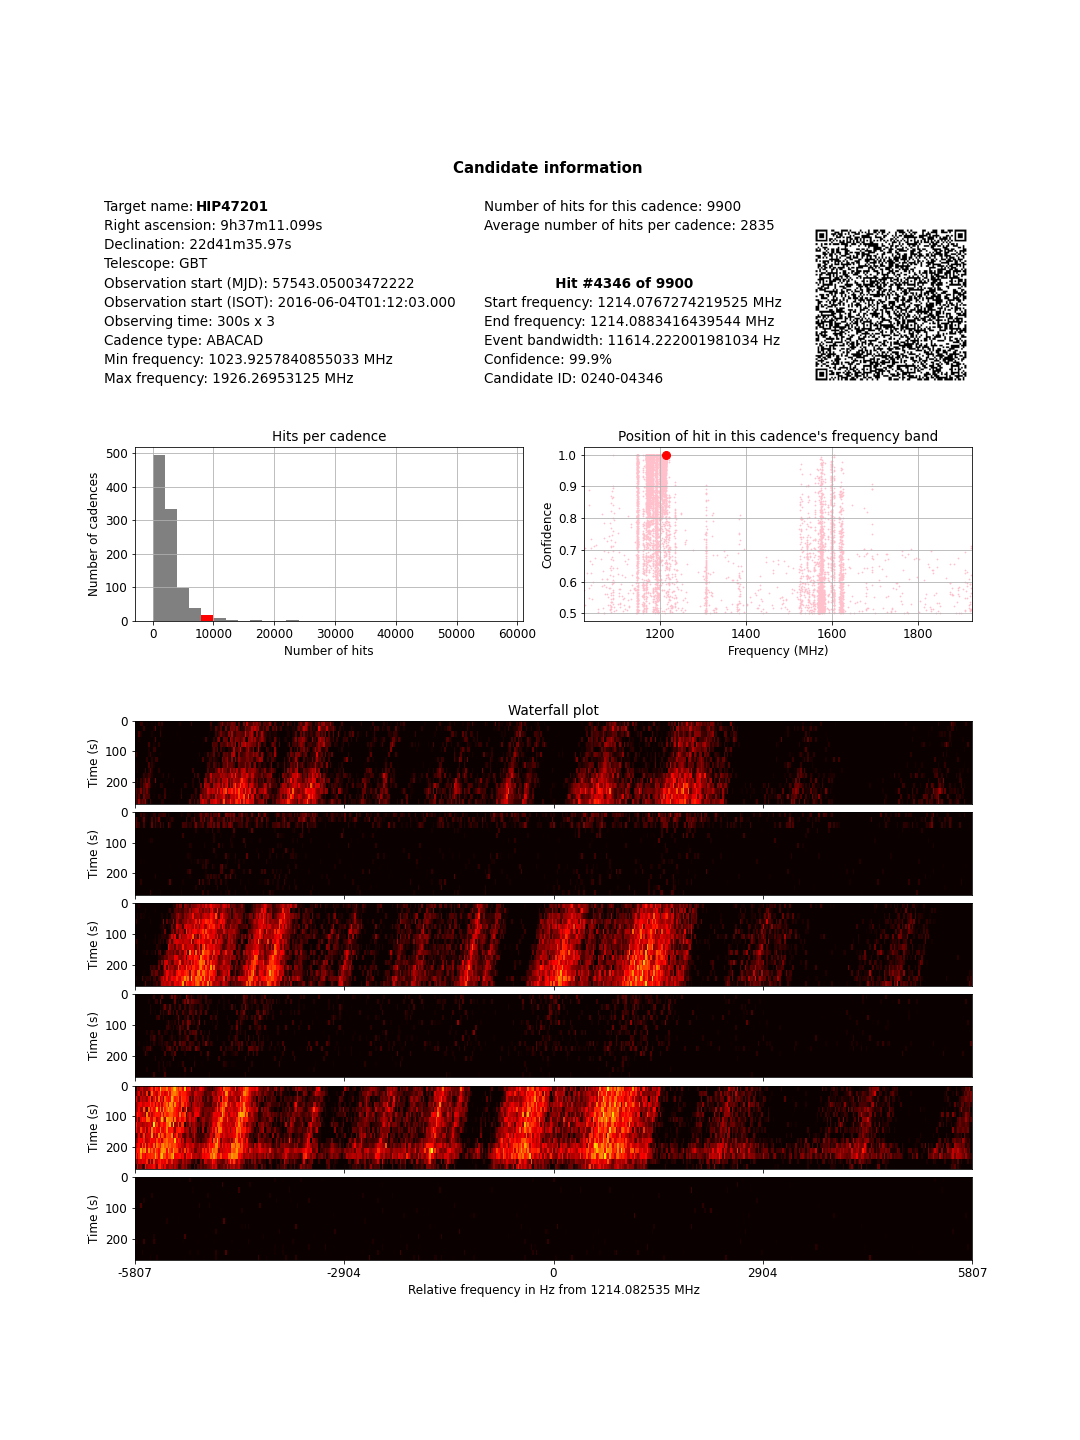 Candidate information
Target name: HIP47201
Right ascension: 9h37m11.099s
Declination: 22d41m35.97s
Telescope: GBT
Observation start (MJD): 57543.05003472222
Observation start (ISOT): 2016-06-04T01:12:03.000
Observing time: 300s x 3
Cadence type: ABACAD
Min frequency: 1023.9257840855033 MHz
Max frequency: 1926.26953125 MHz
Number of hits for this cadence: 9900
Average number of hits per cadence: 2835
Hit #4346 of 9900
Start frequency: 1214.0767274219525 MHz
End frequency: 1214.0883416439544 MHz
Event bandwidth: 11614.222001981034 Hz
Confidence: 99.9%
Candidate ID: 0240-04346
Hits per cadence
Number of cadences
500
400
300
200
100
0
0 10000 20000 30000 40000 50000 60000
Number of hits
Position of hit in this cadence's frequency band
Confidence
1.0
0.9
0.8
0.7
0.6
0.5
1200 1400 1600 1800
Frequency (MHz)
Waterfall plot
Time (s)
0
100
200
Time (s)
0
100
200
Time (s)
0
100
200
Time (s)
0
100
200
Time (s)
0
100
200
Time (s)
0
100
200
-5807 -2904 0 2904 5807
Relative frequency in Hz from 1214.082535 MHz